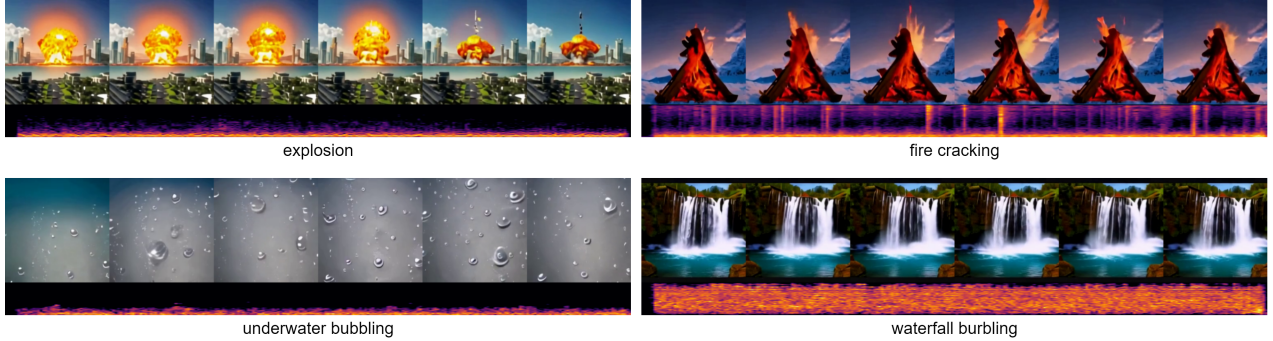 explosion
fire cracking
underwater bubbling
waterfall burbling